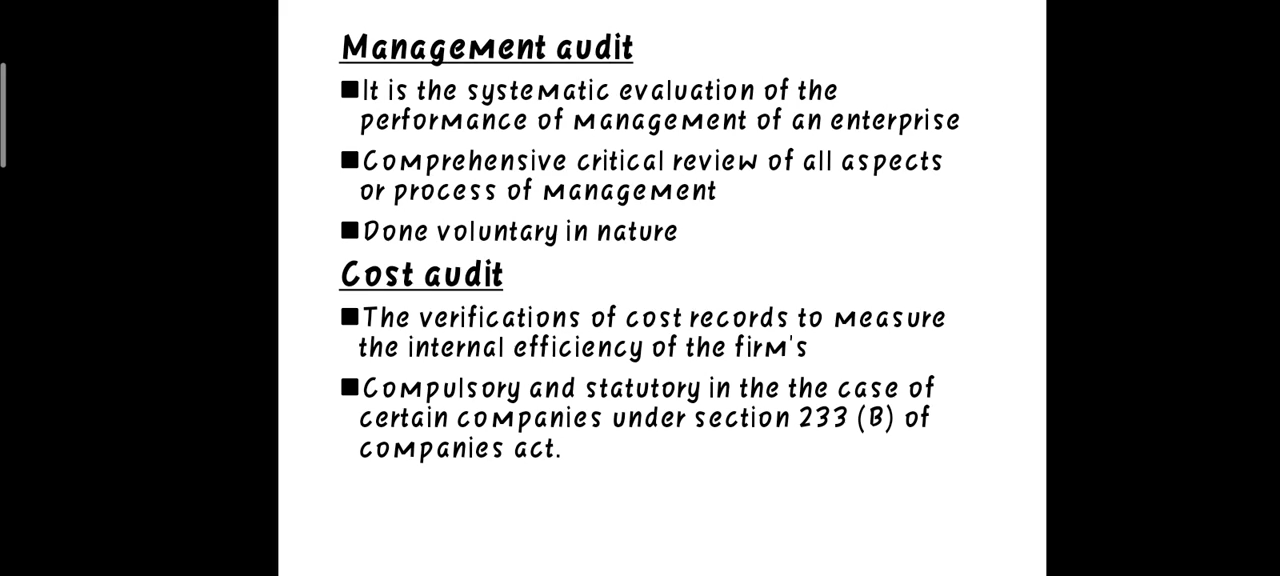 Management audit
■It is the systematic evaluation of the
performance of management of an enterprise
■Comprehensive critical review of all aspects
or process of management
■Done voluntary in nature
Cost audit
■The verifications of cost records to measure
the internal efficiency of the firm's
■Compulsory and statutory in the the case of
certain companies under section 233 (B) of
companies act.